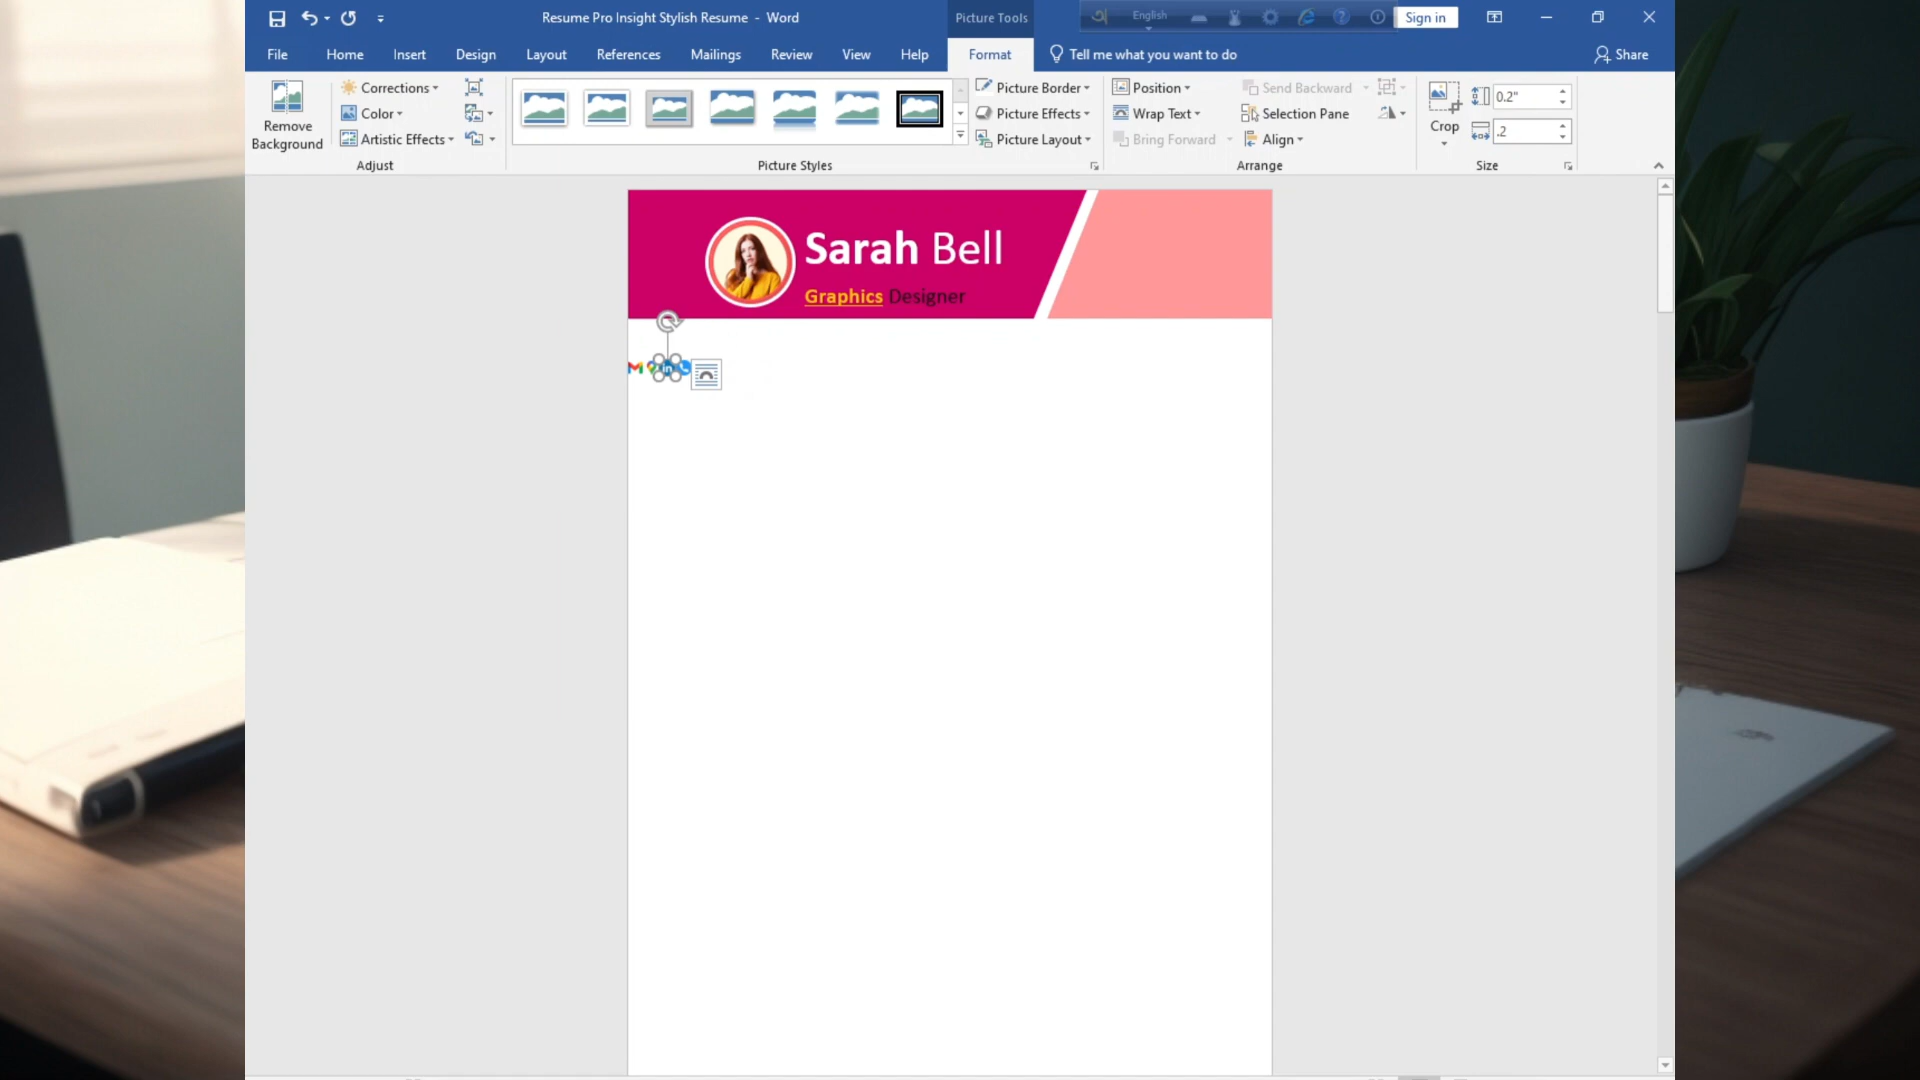 Resume Pro Insight Stylish Resume - Word
Picture Tools
English
Sign in
File
Home
Insert
Design
Layout
References
Mailings
Review
View
Help
Format
Tell me what you want to do
Share
Remove
Background
Corrections
Color
Artistic Effects
Adjust
Picture Styles
Picture Border
Picture Effects
Picture Layout
Position
Wrap Text
Bring Forward
Send Backward
Selection Pane
Align
Arrange
Crop
0.2"
.2
Size
Sarah Bell
Graphics Designer
in